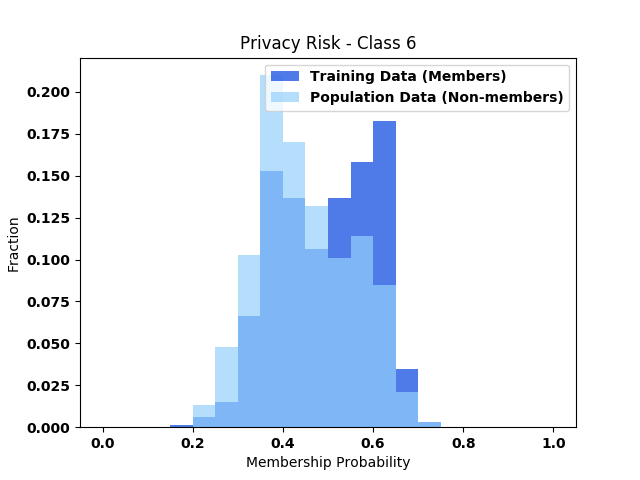 Privacy Risk - Class 6
Training Data (Members)
Population Data (Non-members)
0.200
0.175
0.150
0.125
0.100
0.075
0.050
0.025
0.000
Fraction
0.0 0.2 0.4 0.6 0.8 1.0
Membership Probability